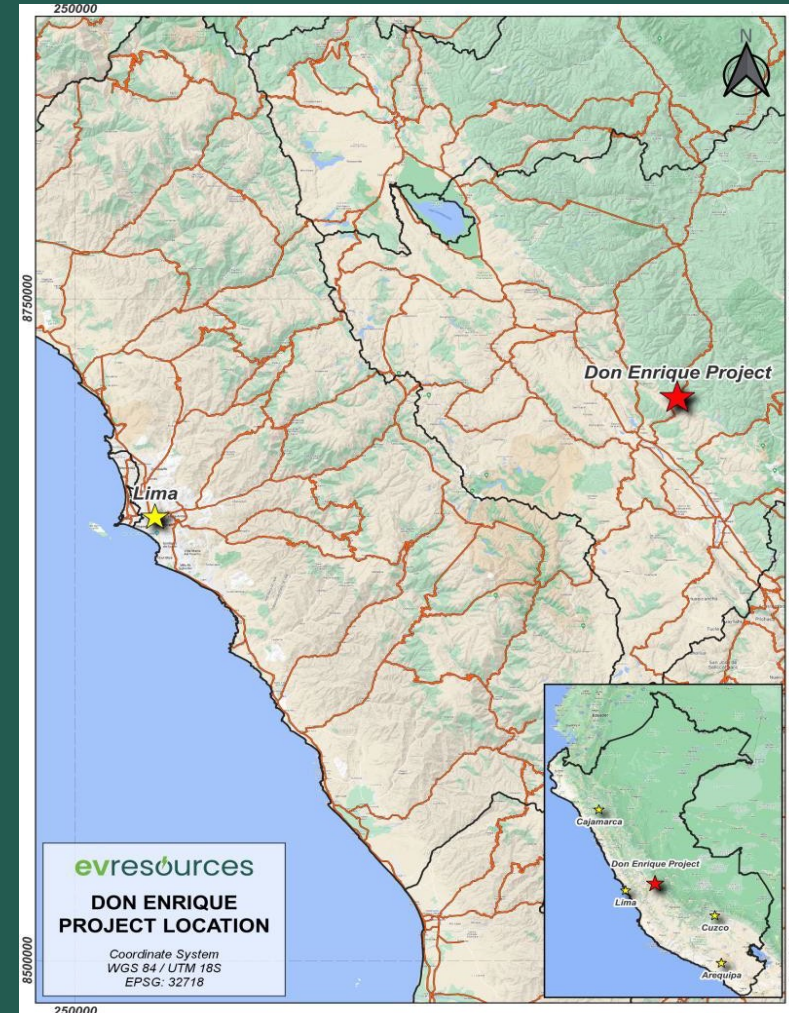 250000
N
8750000
Don Enrique Project
Lima
8500000
250000
evresources
DON ENRIQUE
PROJECT LOCATION
Coordinate System
WGS 84 / UTM 18S
EPSG: 32718
Cajamarca
Don Enrique Project
Lima
Cuzco
Arequipa